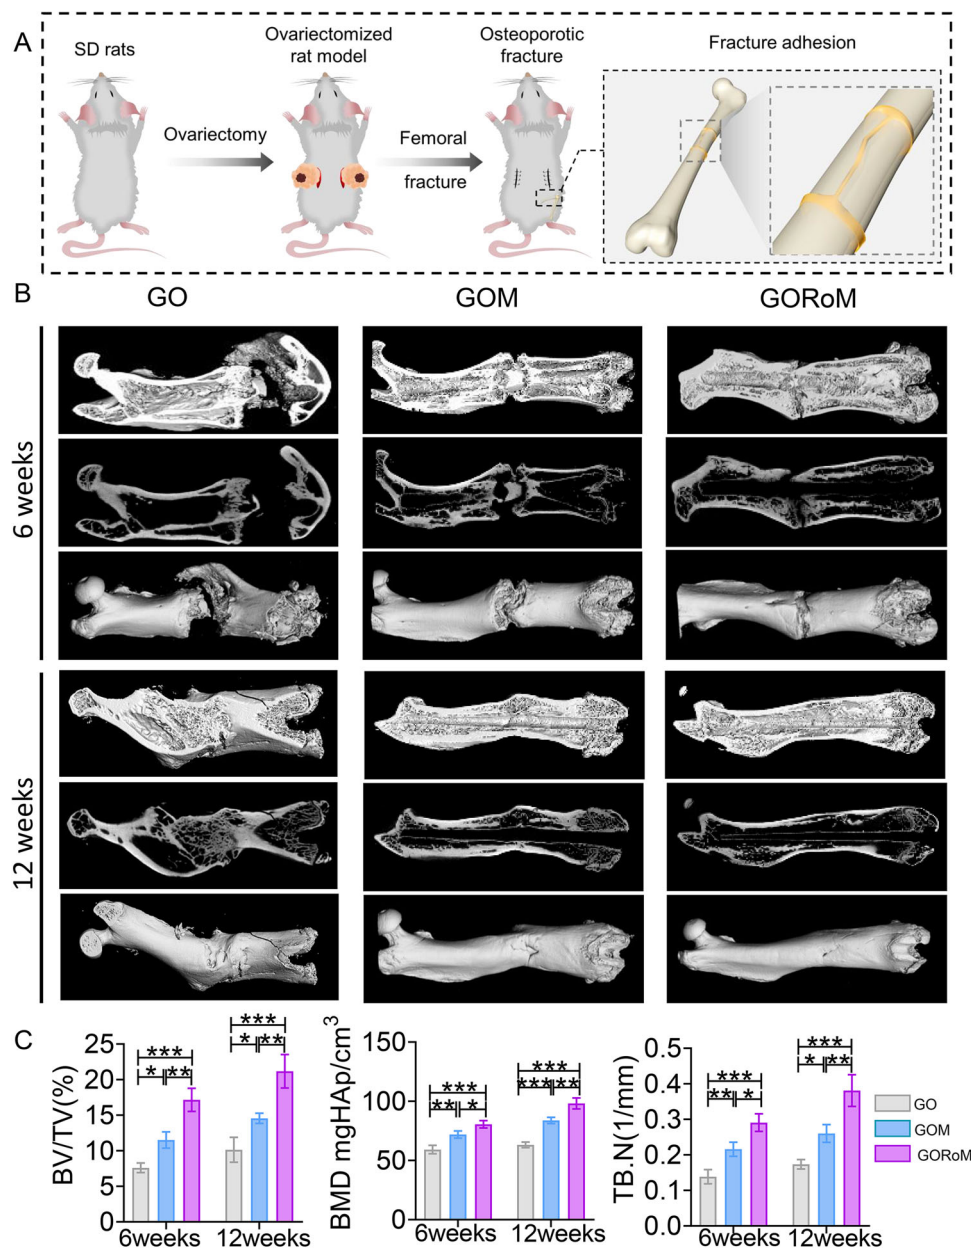 A
SD rats
Ovariectomized
rat model
Osteoporotic
fracture
Fracture adhesion
Ovariectomy
Femoral
fracture
B
GO
GOM
GORoM
6 weeks
12 weeks
C
BV/TV(%)
25
20
15
10
5
0
***
*
**
***
*
**
6weeks
12weeks
BMD mgHAp/cm³
150
100
50
0
***
**
*
***
***
**
6weeks
12weeks
TB.N(1/mm)
0.5
0.4
0.3
0.2
0.1
0.0
***
**
*
***
*
**
6weeks
12weeks
GO
GOM
GORoM